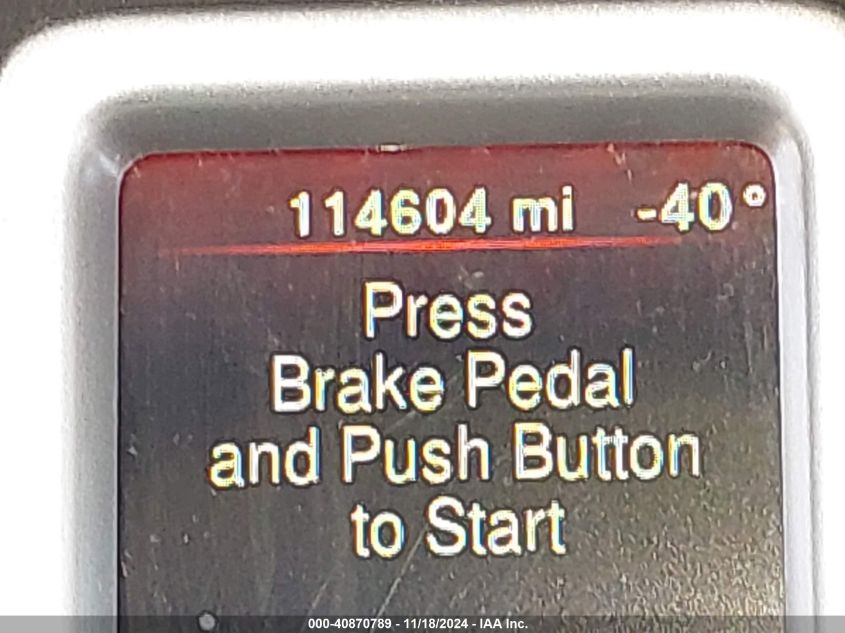 114604 mi -40°
Press
Brake Pedal
and Push Button
to Start
000-40870789 - 11/18/2024 - IAA Inc.